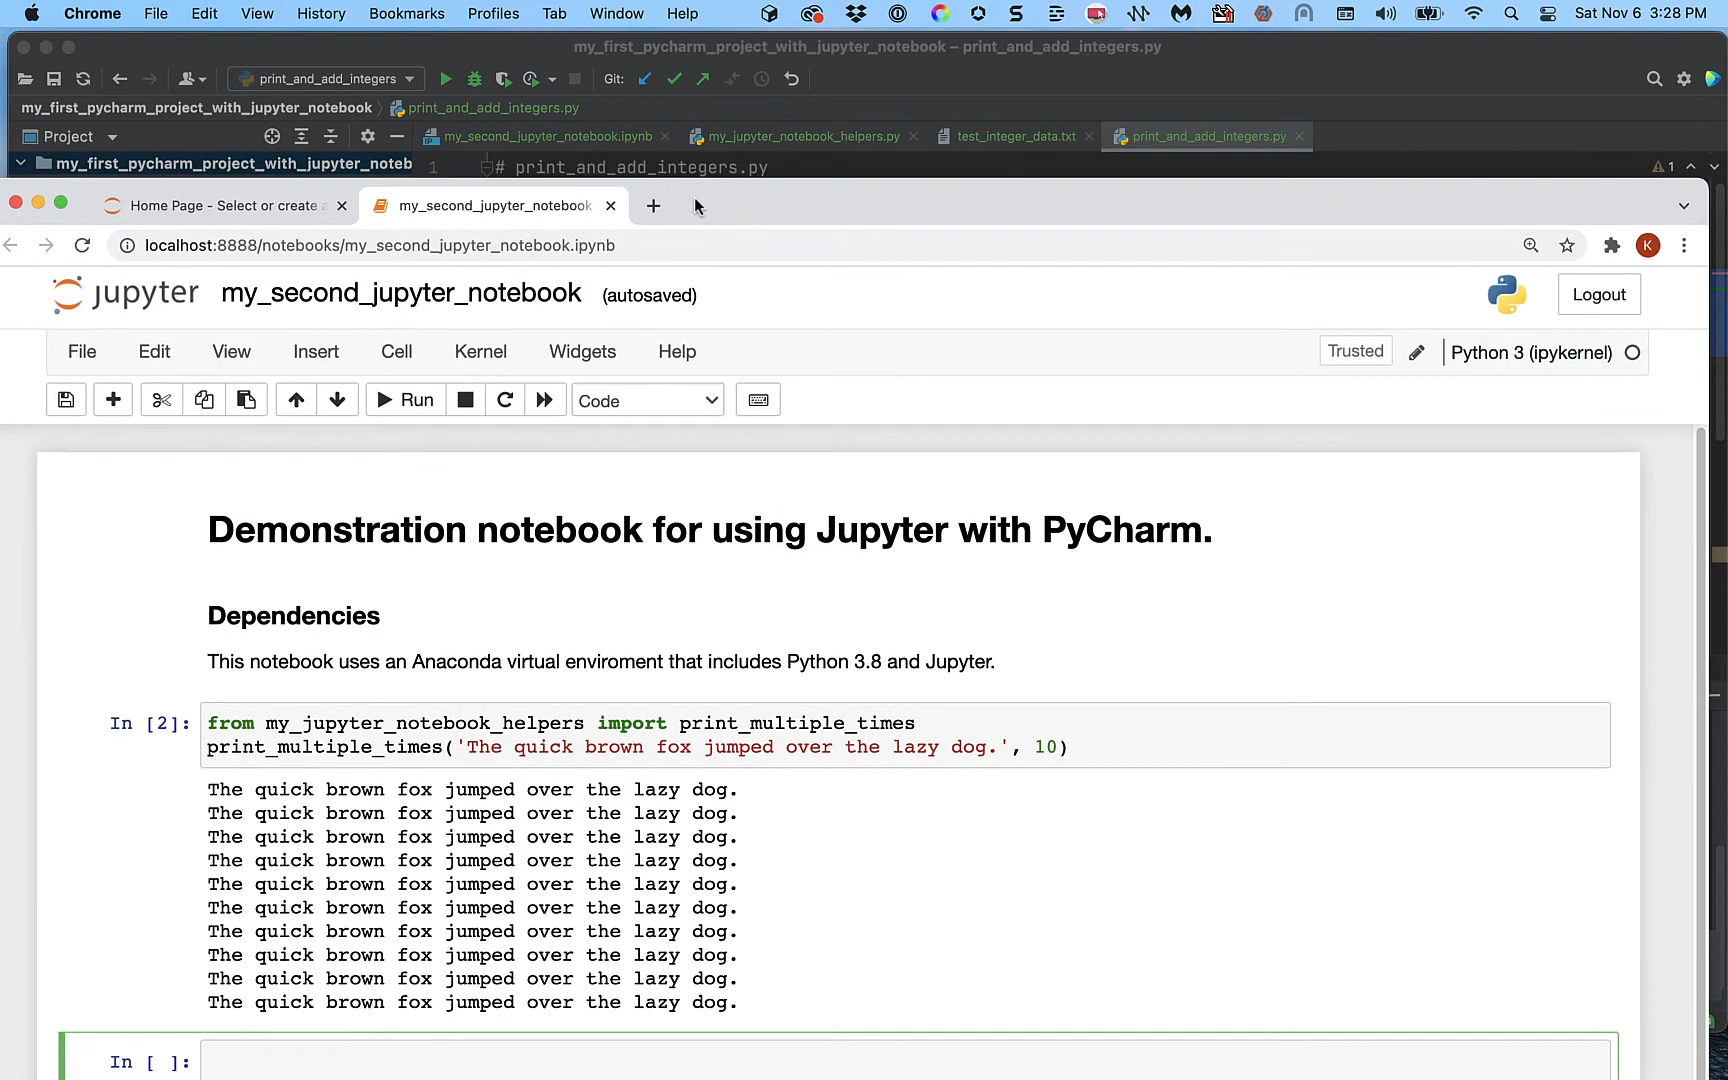 Chrome File Edit View History Bookmarks Profiles Tab Window Help Sat Nov 6 3:28 PM
my_first_pycharm_project_with_jupyter_notebook – print_and_add_integers.py
print_and_add_integers Git:
my_first_pycharm_project_with_jupyter_notebook print_and_add_integers.py
Project my_second_jupyter_notebook.ipynb my_jupyter_notebook_helpers.py test_integer_data.txt print_and_add_integers.py
my_first_pycharm_project_with_jupyter_noteb 1 # print_and_add_integers.py 1
Home Page - Select or create a my_second_jupyter_notebook
localhost:8888/notebooks/my_second_jupyter_notebook.ipynb K
jupyter my_second_jupyter_notebook (autosaved) Logout
File Edit View Insert Cell Kernel Widgets Help Trusted Python 3 (ipykernel)
Run Code
Demonstration notebook for using Jupyter with PyCharm.
Dependencies
This notebook uses an Anaconda virtual enviroment that includes Python 3.8 and Jupyter.
In [2]: from my_jupyter_notebook_helpers import print_multiple_times
print_multiple_times('The quick brown fox jumped over the lazy dog.', 10)
The quick brown fox jumped over the lazy dog.
The quick brown fox jumped over the lazy dog.
The quick brown fox jumped over the lazy dog.
The quick brown fox jumped over the lazy dog.
The quick brown fox jumped over the lazy dog.
The quick brown fox jumped over the lazy dog.
The quick brown fox jumped over the lazy dog.
The quick brown fox jumped over the lazy dog.
The quick brown fox jumped over the lazy dog.
The quick brown fox jumped over the lazy dog.
In [ ]: